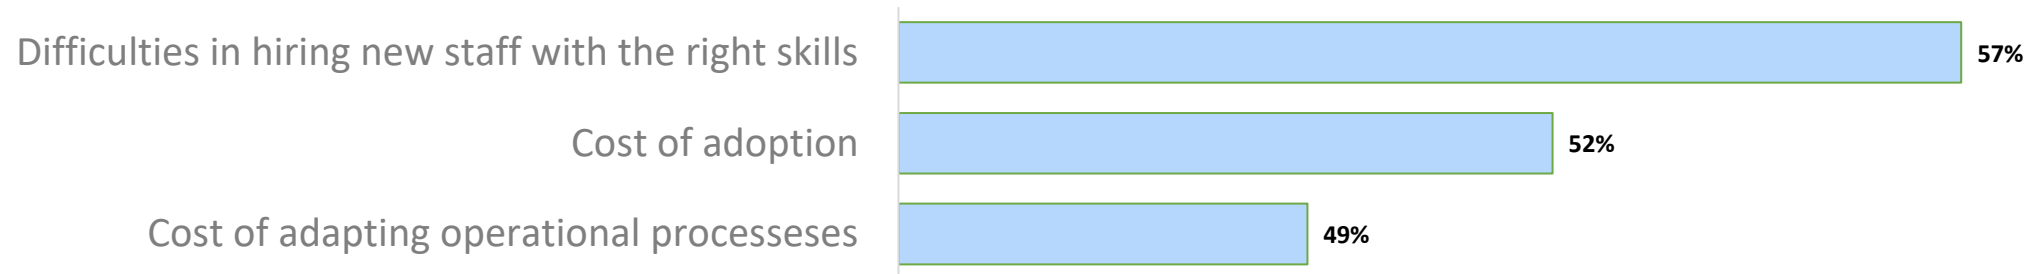 Difficulties in hiring new staff with the right skills 57%
Cost of adoption 52%
Cost of adapting operational processeses 49%